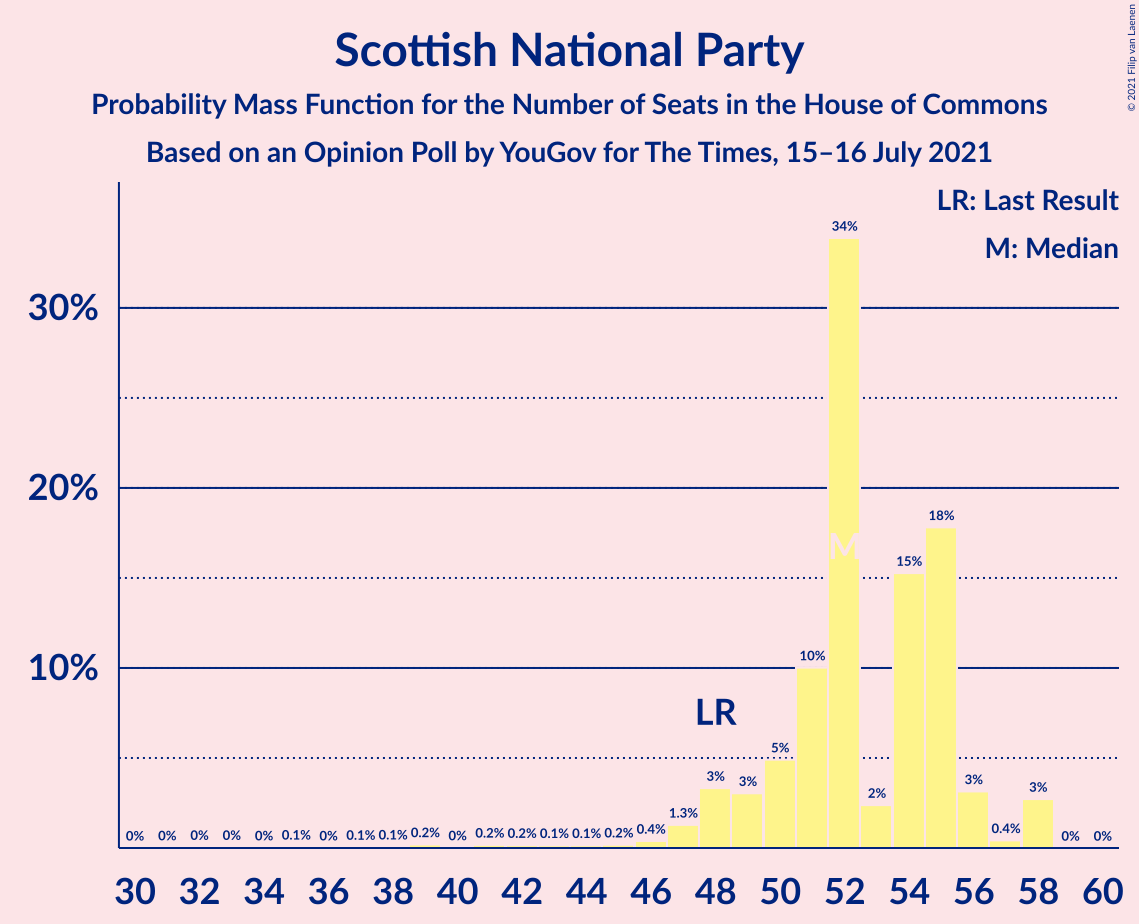 © 2021 Filip van Laenen
Scottish National Party
Probability Mass Function for the Number of Seats in the House of Commons
Based on an Opinion Poll by YouGov for The Times, 15–16 July 2021
LR: Last Result
M: Median
34%
30%
20%
18%
M
15%
10%
10%
LR
5%
3% 3% 2% 3% 3%
1.3%
0% 0% 0% 0% 0% 0.1% 0% 0.1% 0.1% 0.2% 0% 0.2% 0.2% 0.1% 0.1% 0.2% 0.4% 0.4% 0% 0%
30 32 34 36 38 40 42 44 46 48 50 52 54 56 58 60